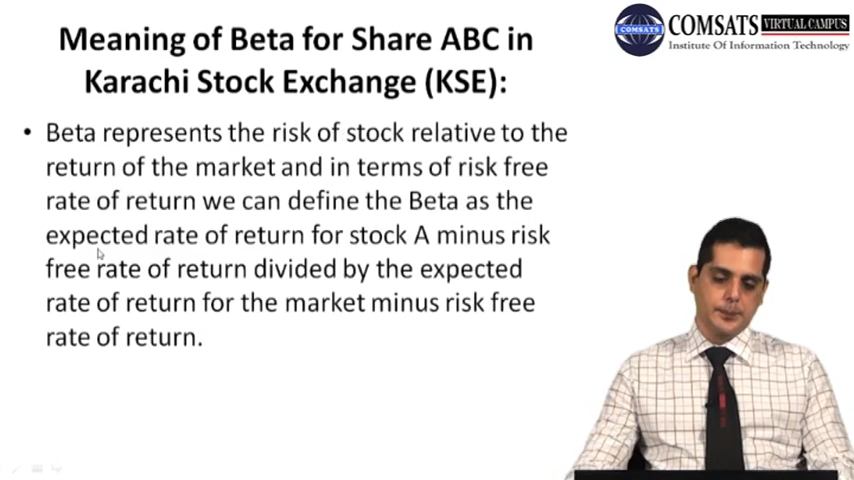 Meaning of Beta for Share ABC in
Karachi Stock Exchange (KSE):
COMSATS VIRTUAL CAMPUS
Institute Of Information Technology
COMSATS
• Beta represents the risk of stock relative to the
return of the market and in terms of risk free
rate of return we can define the Beta as the
expected rate of return for stock A minus risk
free rate of return divided by the expected
rate of return for the market minus risk free
rate of return.